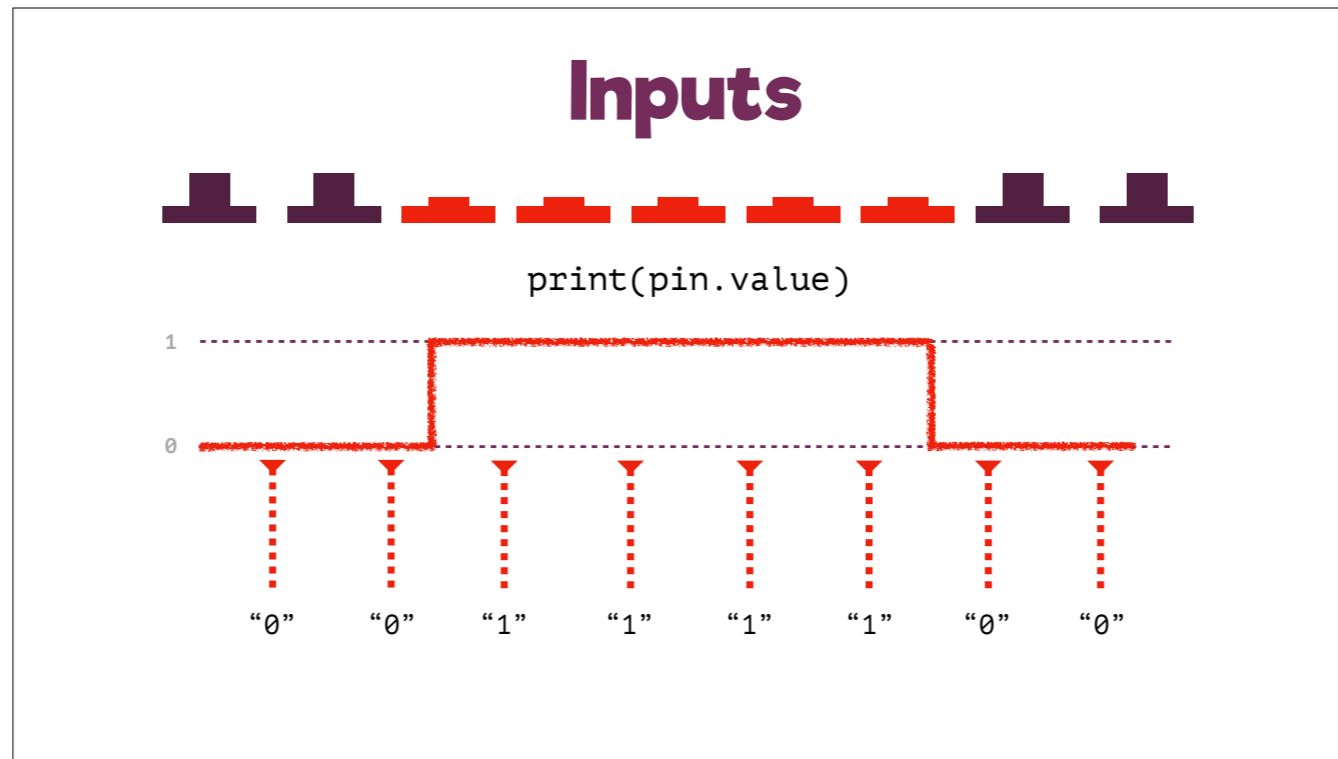 Inputs
print(pin.value)
1
0
“0” “0” “1” “1” “1” “1” “0” “0”